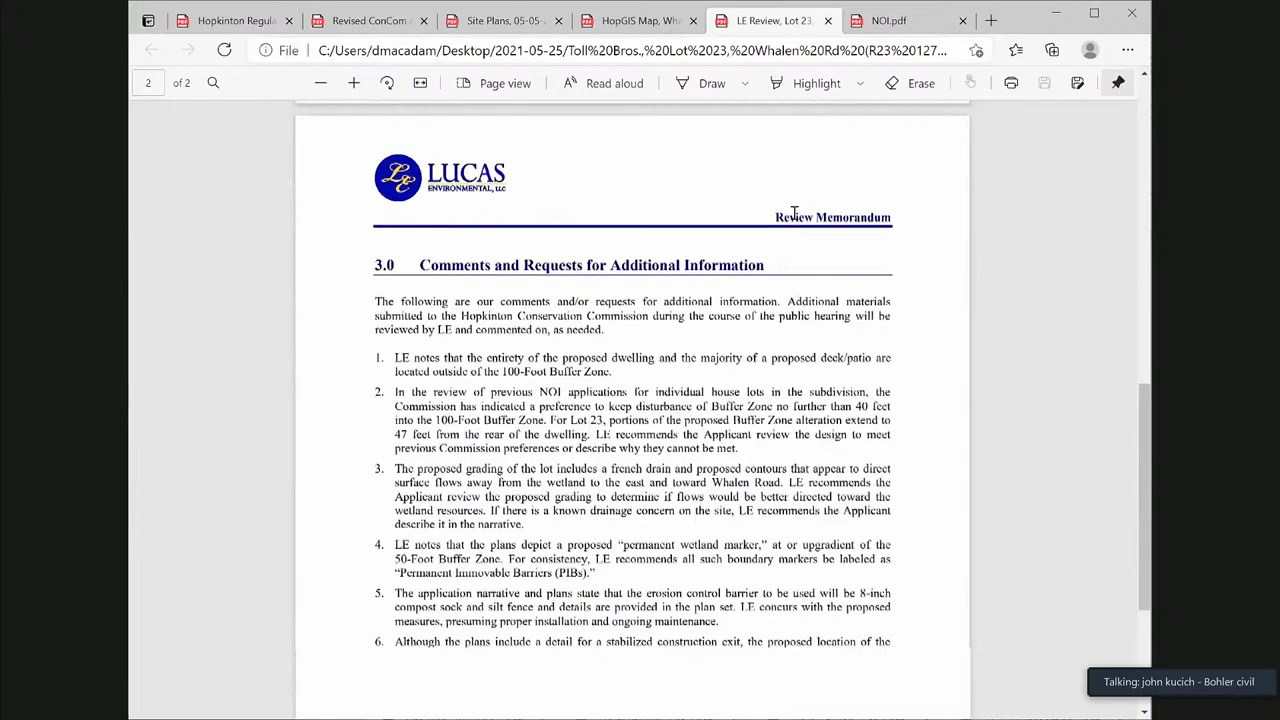 Hopkinton Regula
Revised ConCom
Site Plans, 05-05-
HopGIS Map, Wha
LE Review, Lot 23,
NOI.pdf
File
C:/Users/dmacadam/Desktop/2021-05-25/Toll%20Bros.,%20Lot%2023,%20Whalen%20Rd%20(R23%20127...
2
of 2
Page view
Read aloud
Draw
Highlight
Erase
LE
LUCAS
ENVIRONMENTAL, LLC
Review Memorandum
3.0 Comments and Requests for Additional Information
The following are our comments and/or requests for additional information. Additional materials
submitted to the Hopkinton Conservation Commission during the course of the public hearing will be
reviewed by LE and commented on, as needed.
1. LE notes that the entirety of the proposed dwelling and the majority of a proposed deck/patio are
located outside of the 100-Foot Buffer Zone.
2. In the review of previous NOI applications for individual house lots in the subdivision, the
Commission has indicated a preference to keep disturbance of Buffer Zone no further than 40 feet
into the 100-Foot Buffer Zone. For Lot 23, portions of the proposed Buffer Zone alteration extend to
47 feet from the rear of the dwelling. LE recommends the Applicant review the design to meet
previous Commission preferences or describe why they cannot be met.
3. The proposed grading of the lot includes a french drain and proposed contours that appear to direct
surface flows away from the wetland to the east and toward Whalen Road. LE recommends the
Applicant review the proposed grading to determine if flows would be better directed toward the
wetland resources. If there is a known drainage concern on the site, LE recommends the Applicant
describe it in the narrative.
4. LE notes that the plans depict a proposed “permanent wetland marker,” at or upgradient of the
50-Foot Buffer Zone. For consistency, LE recommends all such boundary markers be labeled as
“Permanent Immovable Barriers (PIBs).”
5. The application narrative and plans state that the erosion control barrier to be used will be 8-inch
compost sock and silt fence and details are provided in the plan set. LE concurs with the proposed
measures, presuming proper installation and ongoing maintenance.
6. Although the plans include a detail for a stabilized construction exit, the proposed location of the
Talking: john kucich - Bohler civil